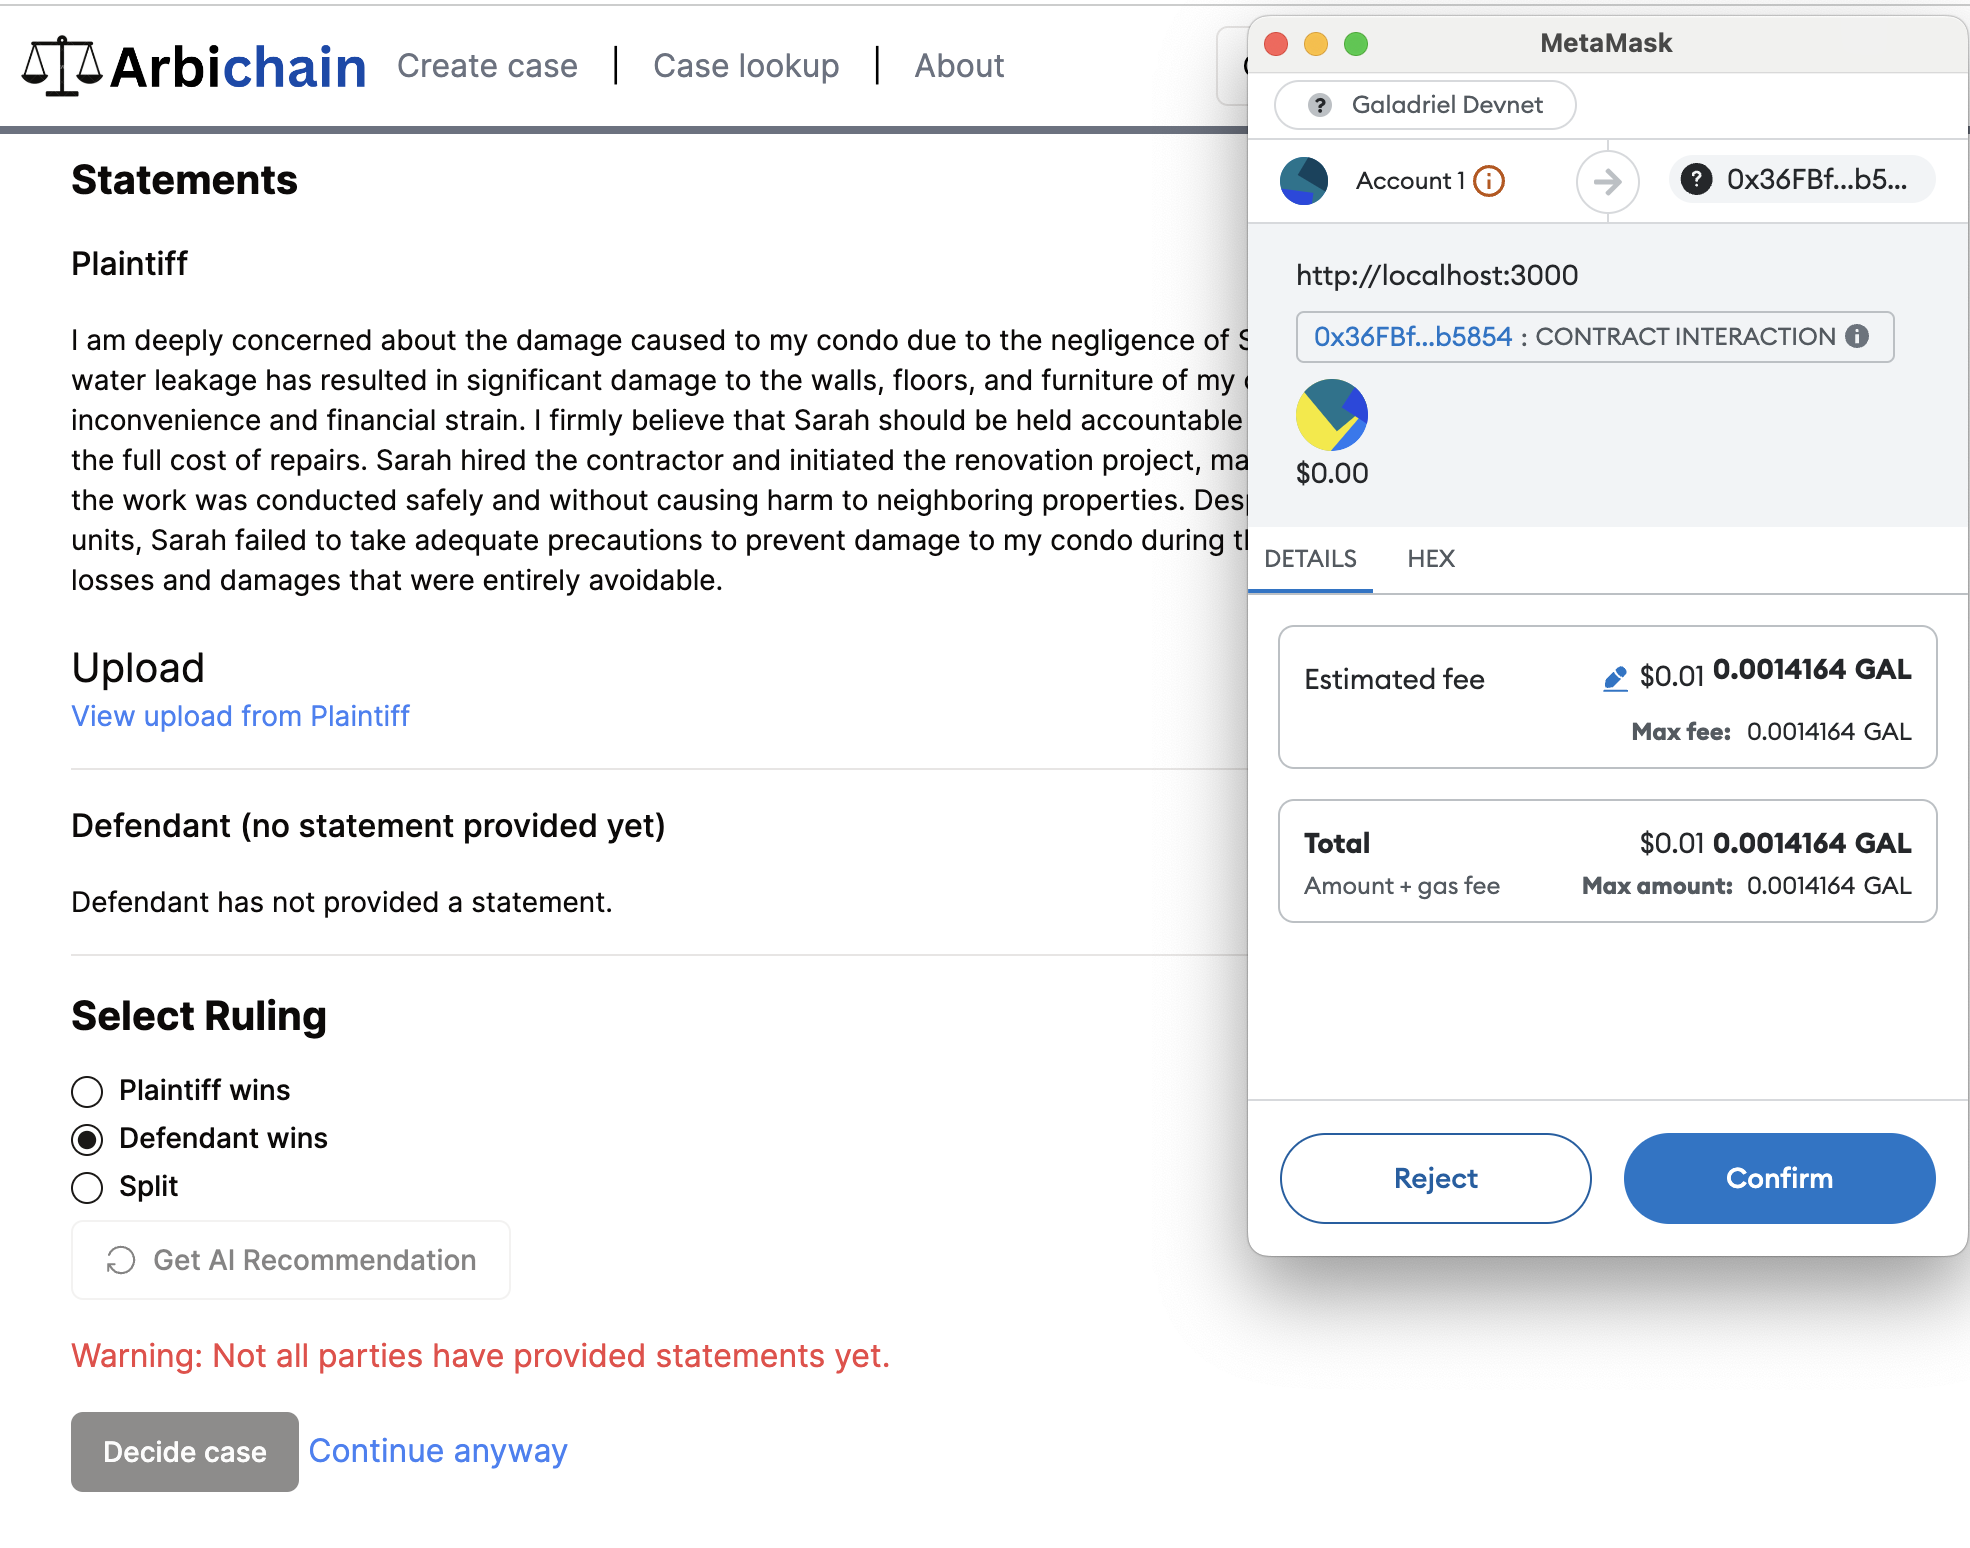 Arbichain
Create case | Case lookup | About
Statements
Plaintiff
I am deeply concerned about the damage caused to my condo due to the negligence of
water leakage has resulted in significant damage to the walls, floors, and furniture of my
inconvenience and financial strain. I firmly believe that Sarah should be held accountable
the full cost of repairs. Sarah hired the contractor and initiated the renovation project,
the work was conducted safely and without causing harm to neighboring properties.
units, Sarah failed to take adequate precautions to prevent damage to my condo during
losses and damages that were entirely avoidable.
Upload
View upload from Plaintiff
Defendant (no statement provided yet)
Defendant has not provided a statement.
Select Ruling
Plaintiff wins
Defendant wins
Split
Get AI Recommendation
Warning: Not all parties have provided statements yet.
Decide case Continue anyway
MetaMask
? Galadriel Devnet
Account 1
? 0x36FBf...b5...
http://localhost:3000
0x36FBf...b5854 : CONTRACT INTERACTION
$0.00
DETAILS HEX
Estimated fee $0.01 0.0014164 GAL
Max fee: 0.0014164 GAL
Total $0.01 0.0014164 GAL
Amount + gas fee Max amount: 0.0014164 GAL
Reject Confirm